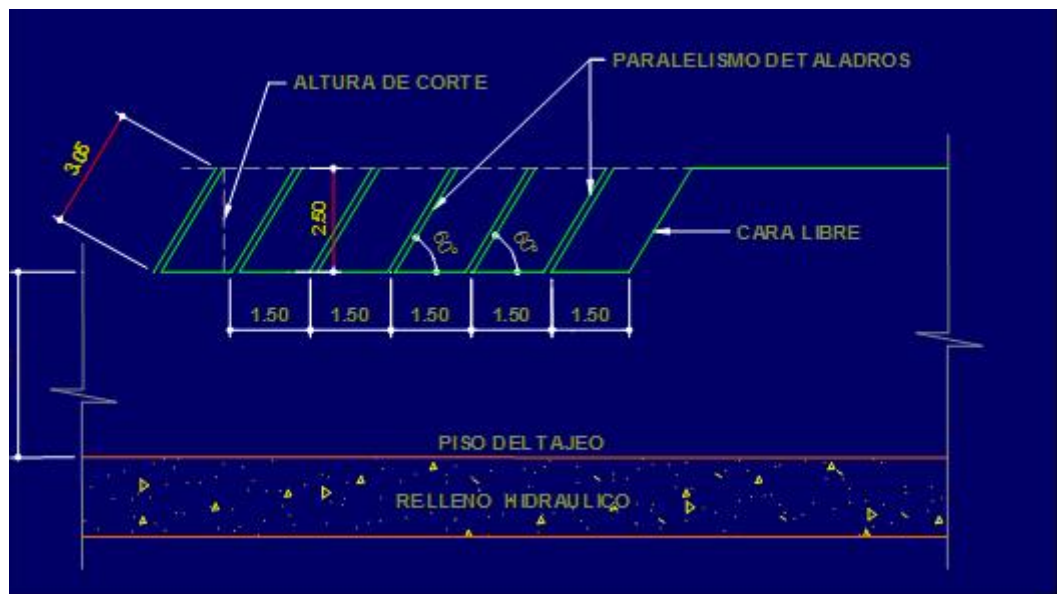 PARALELISMO DE TALADROS
ALTURA DE CORTE
3.05
2.50
60°
60°
CARA LIBRE
1.50
1.50
1.50
1.50
1.50
PISO DEL TAJEO
RELLENO HIDRAULICO